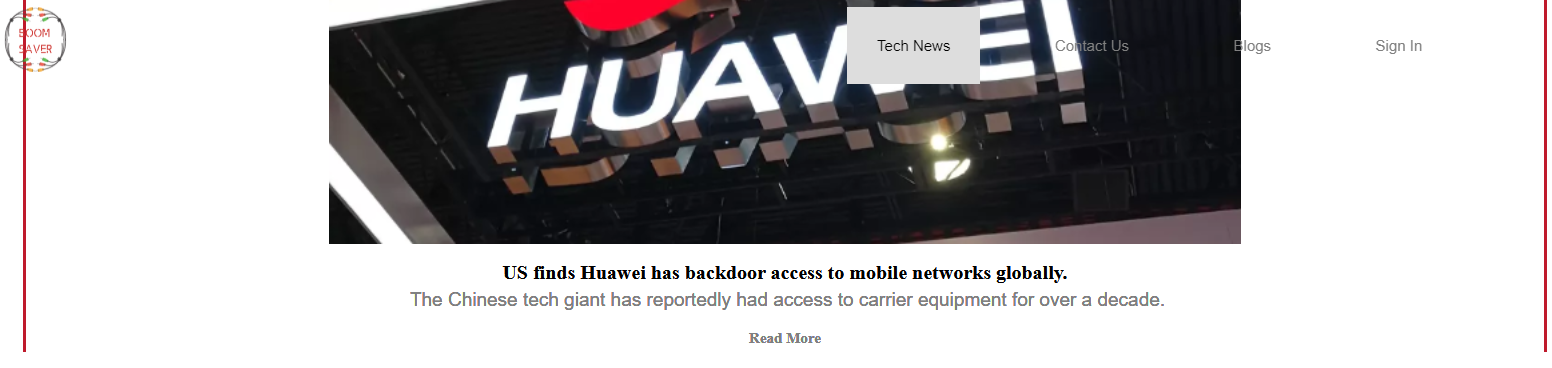 BOOM
SAVER
HUAWEI
Tech News
Contact Us
Blogs
Sign In
US finds Huawei has backdoor access to mobile networks globally.
The Chinese tech giant has reportedly had access to carrier equipment for over a decade.
Read More